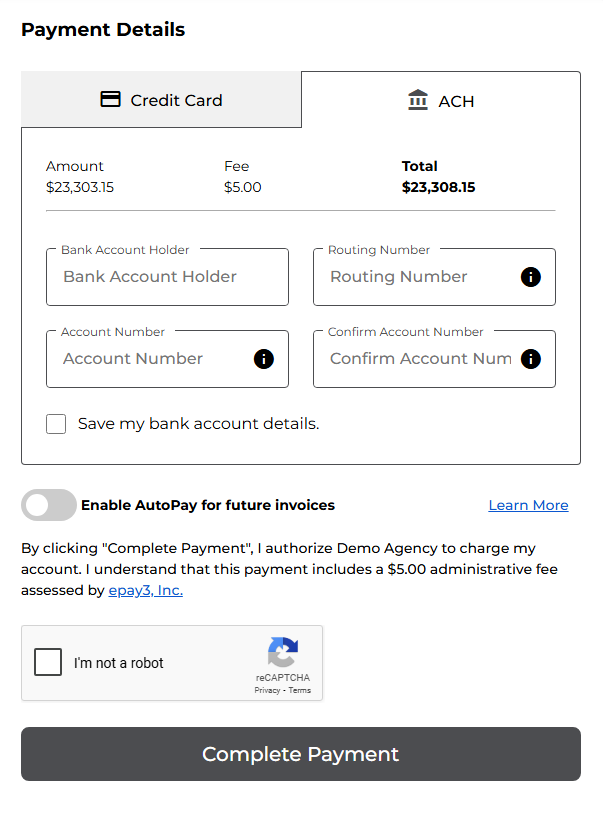 Payment Details
Credit Card
ACH
Amount
Fee
Total
$23,303.15
$5.00
$23,308.15
Bank Account Holder
Routing Number
Bank Account Holder
Routing Number
Account Number
Confirm Account Number
Account Number
Confirm Account Num
Save my bank account details.
Enable AutoPay for future invoices
Learn More
By clicking "Complete Payment", I authorize Demo Agency to charge my
account. I understand that this payment includes a $5.00 administrative fee
assessed by epay3, Inc.
I'm not a robot
reCAPTCHA
Privacy - Terms
Complete Payment